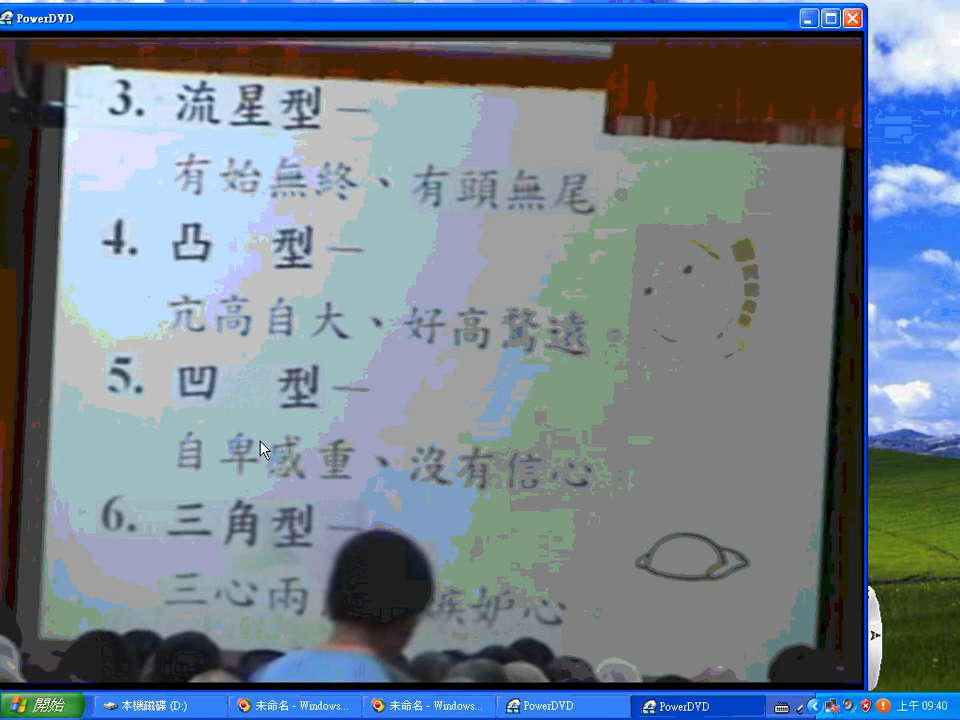 PowerDVD
3. 流星型—
有始無終、有頭無尾。
4. 凸 型—
亢高自大、好高騖遠。
5. 凹 型—
自卑感重、沒有信心。
6. 三角型—
三心兩 嫉妒心。
開始 本機磁碟 (D:) 未命名 - Windows... 未命名 - Windows... PowerDVD PowerDVD 上午 09:40